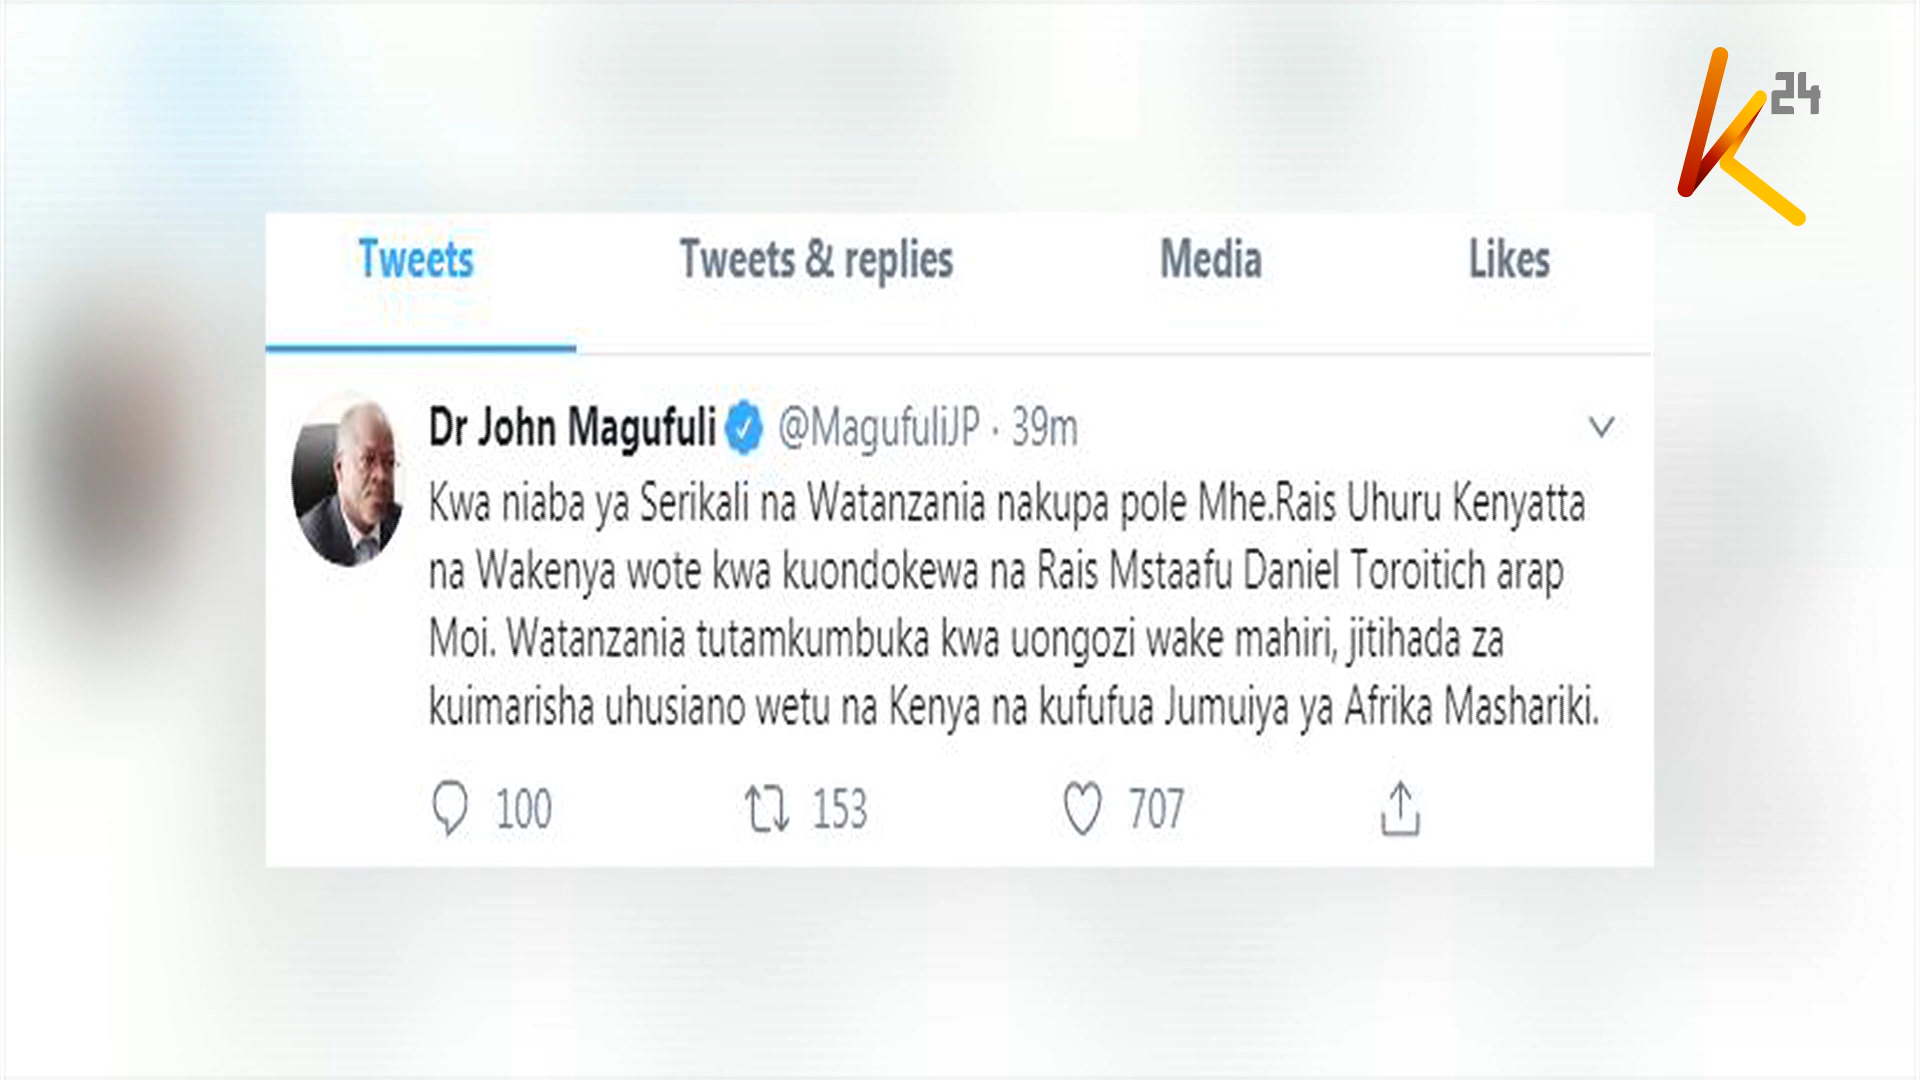 K24
Tweets Tweets & replies Media Likes
Dr John Magufuli @MagufuliJP · 39m
Kwa niaba ya Serikali na Watanzania nakupa pole Mhe.Rais Uhuru Kenyatta
na Wakenya wote kwa kuondokewa na Rais Mstaafu Daniel Toroitich arap
Moi. Watanzania tutamkumbuka kwa uongozi wake mahiri, jitihada za
kuimarisha uhusiano wetu na Kenya na kufufua Jumuiya ya Afrika Mashariki.
100 153 707